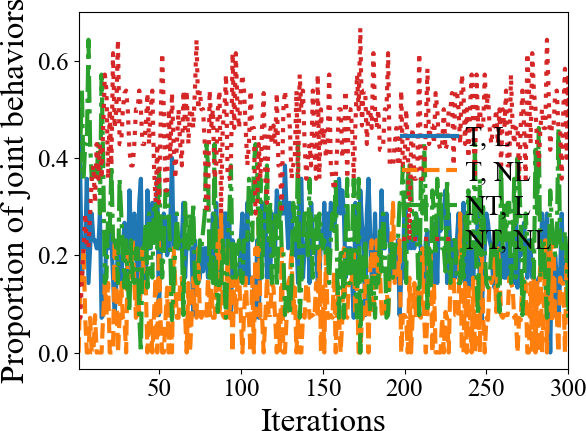 Proportion of joint behaviors
0.6
0.4
0.2
0.0
T, L
T, NL
NT, L
NT, NL
50
100
150
200
250
300
Iterations